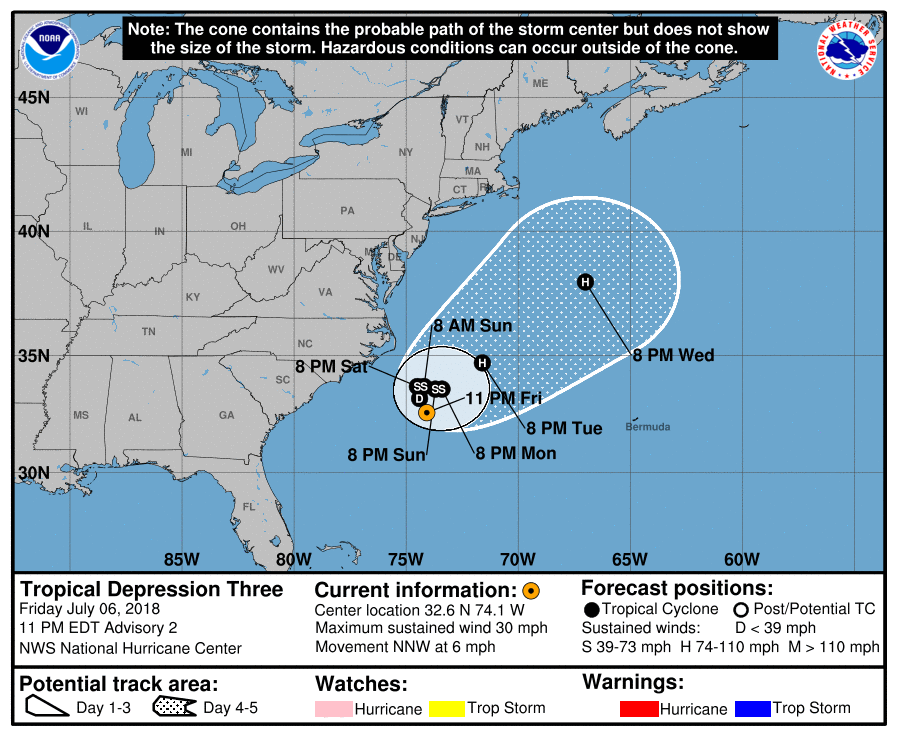 Note: The cone contains the probable path of the storm center but does not show
the size of the storm. Hazardous conditions can occur outside of the cone.
NOAA
NATIONAL WEATHER SERVICE
45N
40N
35N
30N
WI
MI
IL
IN
OH
KY
TN
MS
AL
GA
FL
SC
NC
VA
WV
PA
NY
NJ
DE
CT
MA
NH
VT
ME
8 AM Sun
8 PM Sat
SS
SS
D
H
H
11 PM Fri
8 PM Sun
8 PM Mon
8 PM Tue
8 PM Wed
Bermuda
85W 80W 75W 70W 65W 60W
Tropical Depression Three
Friday July 06, 2018
11 PM EDT Advisory 2
NWS National Hurricane Center
Current information:
Center location 32.6 N 74.1 W
Maximum sustained wind 30 mph
Movement NNW at 6 mph
Forecast positions:
Tropical Cyclone Post/Potential TC
Sustained winds: D < 39 mph
S 39-73 mph H 74-110 mph M > 110 mph
Potential track area:
Day 1-3 Day 4-5
Watches:
Hurricane Trop Storm
Warnings:
Hurricane Trop Storm